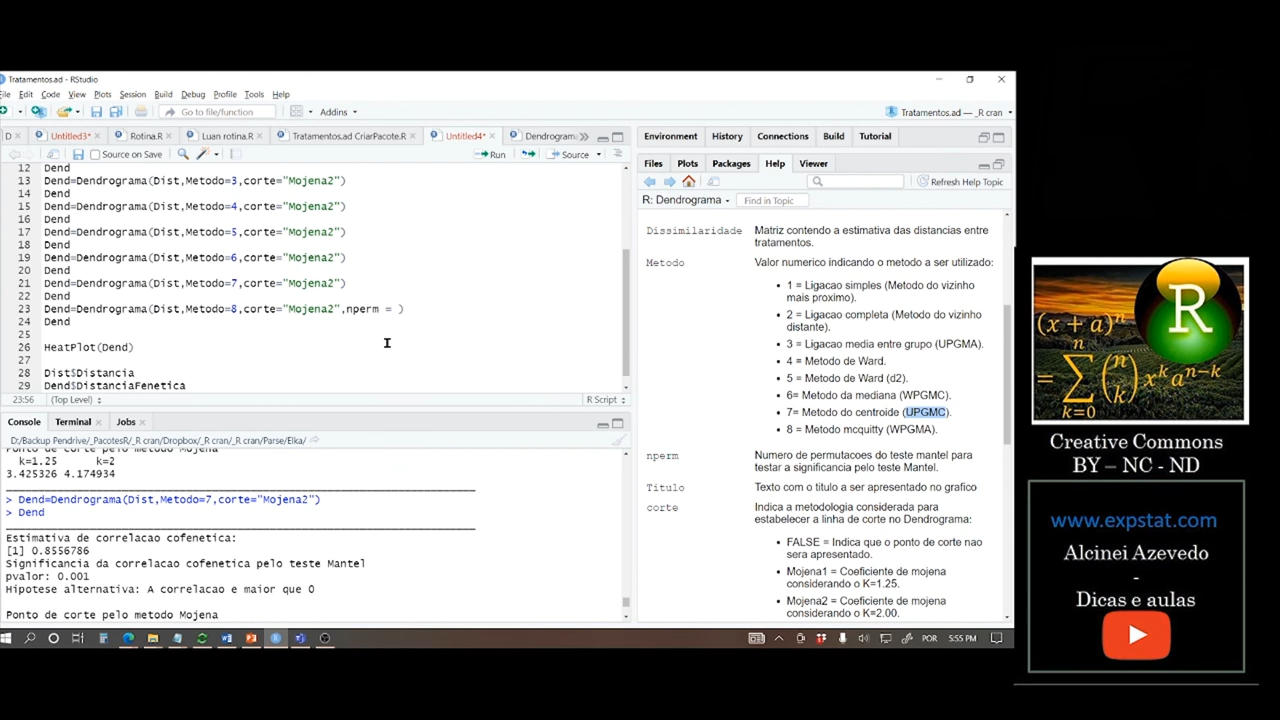 Tratamentos.ad - RStudio
File Edit Code View Plots Session Build Debug Profile Tools Help
Go to file/function Addins Tratamentos.ad — _R cran
D Untitled3* Rotina.R Luan rotina.R Tratamentos.ad CriarPacote.R Untitled4* Dendrogram
Source on Save Run Source
12 Dend
13 Dend=Dendrograma(Dist,Metodo=3,corte="Mojena2")
14 Dend
15 Dend=Dendrograma(Dist,Metodo=4,corte="Mojena2")
16 Dend
17 Dend=Dendrograma(Dist,Metodo=5,corte="Mojena2")
18 Dend
19 Dend=Dendrograma(Dist,Metodo=6,corte="Mojena2")
20 Dend
21 Dend=Dendrograma(Dist,Metodo=7,corte="Mojena2")
22 Dend
23 Dend=Dendrograma(Dist,Metodo=8,corte="Mojena2",nperm = )
24 Dend
25
26 HeatPlot(Dend)
27
28 Dist$Distancia
29 Dend$DistanciaFenetica
23:56 (Top Level) R Script
Console Terminal Jobs
D:/Backup Pendrive/_PacotesR/_R cran/Dropbox/_R cran/_R cran/Parse/Elka/
Ponto de corte pelo metodo Mojena
k=1.25 k=2
3.425326 4.174934
> Dend=Dendrograma(Dist,Metodo=7,corte="Mojena2")
> Dend
Estimativa de correlacao cofenetica:
[1] 0.8556786
Significancia da correlacao cofenetica pelo teste Mantel
pvalor: 0.001
Hipotese alternativa: A correlacao e maior que 0
Ponto de corte pelo metodo Mojena
Environment History Connections Build Tutorial
Files Plots Packages Help Viewer
Refresh Help Topic
R: Dendrograma Find in Topic
Dissimilaridade Matriz contendo a estimativa das distancias entre
tratamentos.
Metodo Valor numerico indicando o metodo a ser utilizado:
• 1 = Ligacao simples (Metodo do vizinho
mais proximo).
• 2 = Ligacao completa (Metodo do vizinho
distante).
• 3 = Ligacao media entre grupo (UPGMA).
• 4 = Metodo de Ward.
• 5 = Metodo de Ward (d2).
• 6= Metodo da mediana (WPGMC).
• 7= Metodo do centroide (UPGMC).
• 8 = Metodo mcquitty (WPGMA).
nperm Numero de permutacoes do teste mantel para
testar a significancia pelo teste Mantel.
Titulo Texto com o titulo a ser apresentado no grafico
corte Indica a metodologia considerada para
estabelecer a linha de corte no Dendrograma:
• FALSE = Indica que o ponto de corte nao
sera apresentado.
• Mojena1 = Coeficiente de mojena
considerando o K=1.25.
• Mojena2 = Coeficiente de mojena
considerando o K=2.00.
POR 5:55 PM
R
(x + a)^n
= ∑ n k=0 (n k) x^k a^{n-k}
Creative Commons
BY – NC - ND
www.expstat.com
Alcinei Azevedo
-
Dicas e aulas